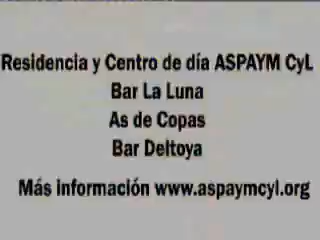 Residencia y Centro de día ASPAYM CyL
Bar La Luna
As de Copas
Bar Deltoya
Más información www.aspaymcyl.org